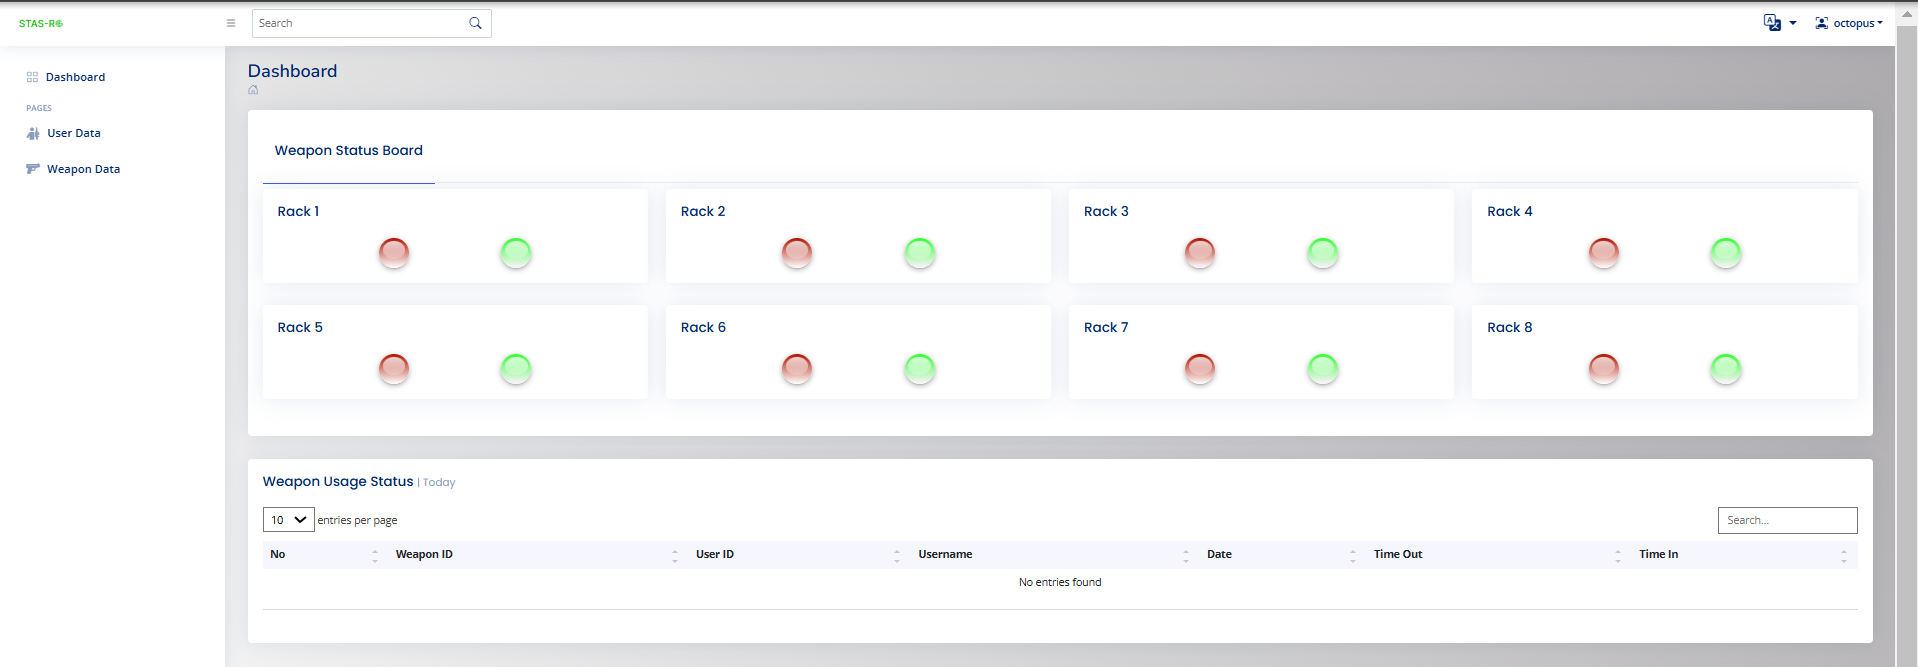 STAS-RG
Search
octopus
Dashboard
PAGES
User Data
Weapon Data
Dashboard
Weapon Status Board
Rack 1
Rack 2
Rack 3
Rack 4
Rack 5
Rack 6
Rack 7
Rack 8
Weapon Usage Status | Today
10 entries per page
Search...
No Weapon ID User ID Username Date Time Out Time In
No entries found